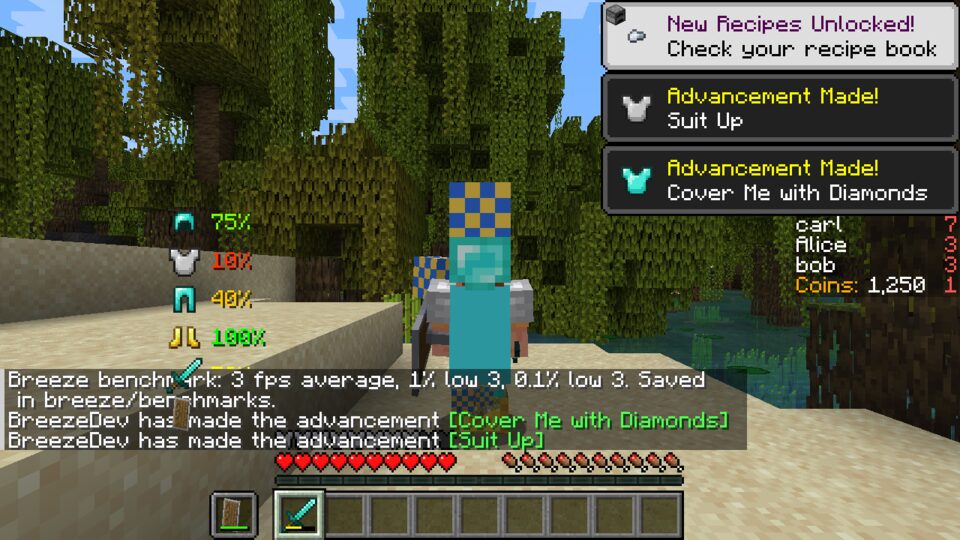 New Recipes Unlocked!
Check your recipe book
Advancement Made!
Suit Up
Advancement Made!
Cover Me with Diamonds
carl 7
Alice 3
bob 3
Coins: 1,250 1
75%
10%
40%
100%
Breeze benchmark: 3 fps average, 1% low 3, 0.1% low 3. Saved
in breeze/benchmarks.
BreezeDev has made the advancement [Cover Me with Diamonds]
BreezeDev has made the advancement [Suit Up]